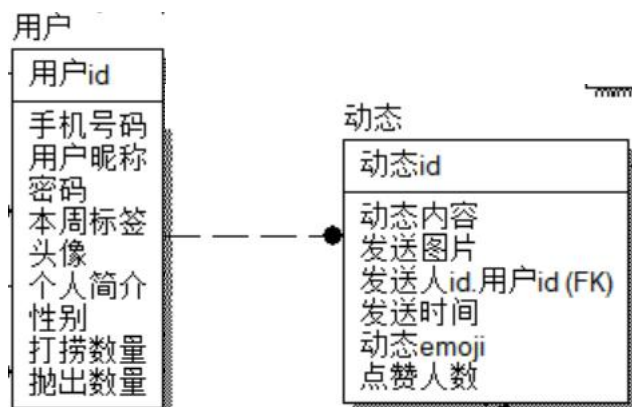 用户
用户id
手机号码
用户昵称
密码
本周标签
头像
个人简介
性别
打捞数量
抛出数量
动态
动态id
动态内容
发送图片
发送人id.用户id (FK)
发送时间
动态emoji
点赞人数